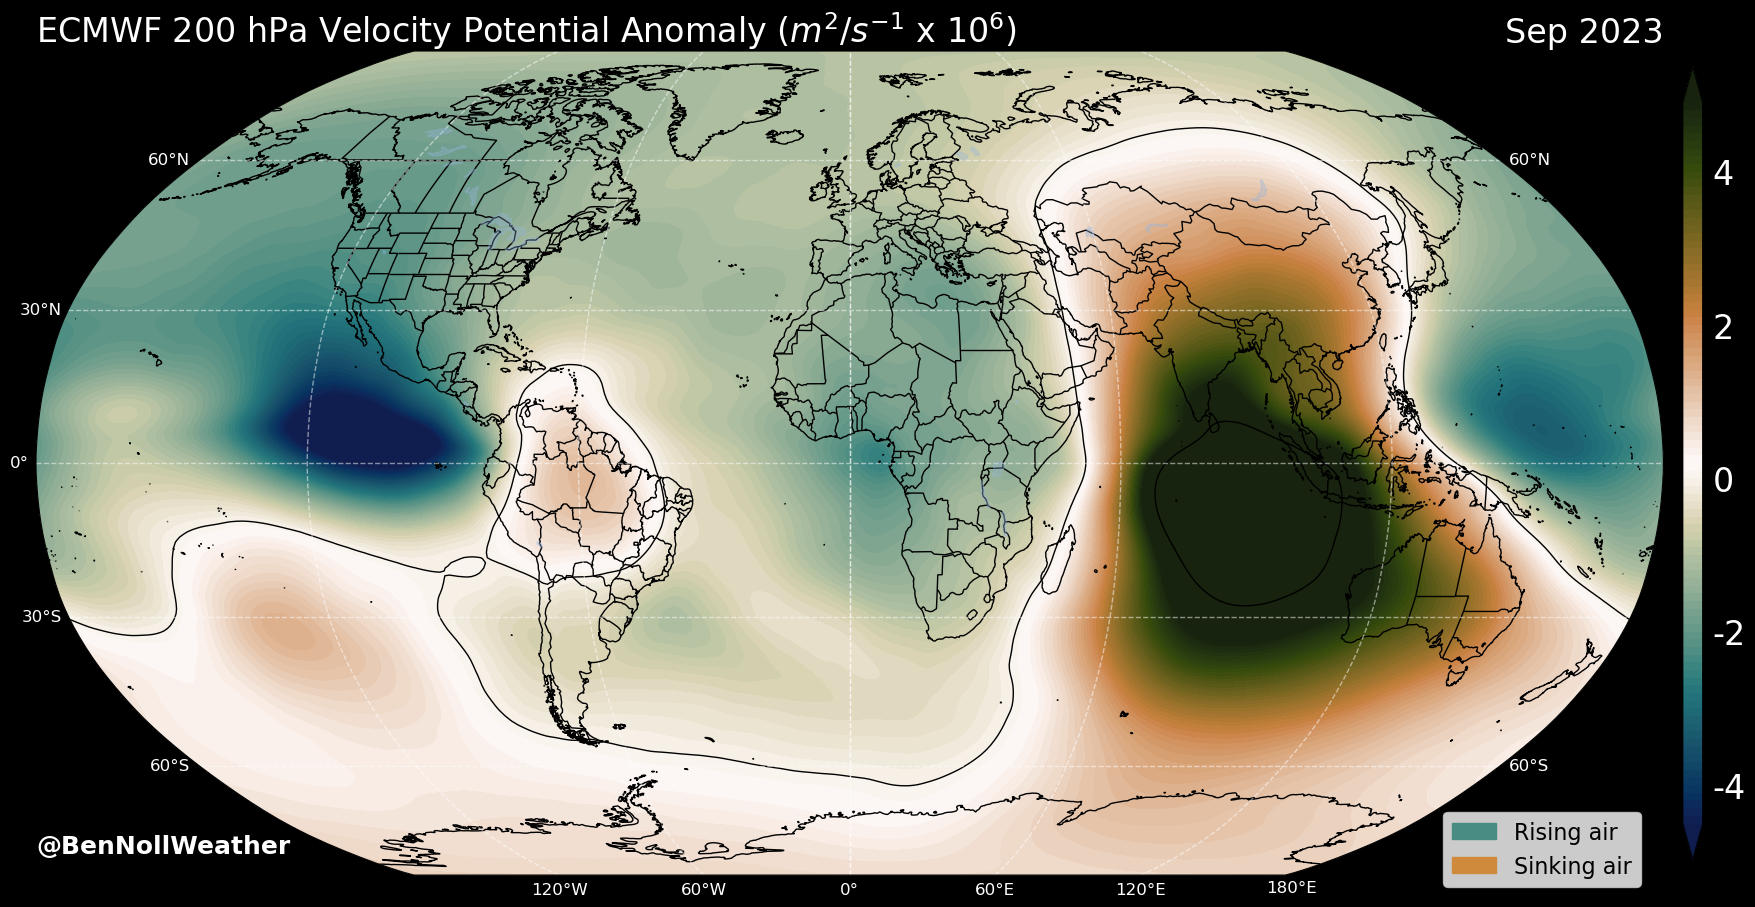 ECMWF 200 hPa Velocity Potential Anomaly (m²/s⁻¹ x 10⁶)
Sep 2023
60°N
60°N
4
30°N
2
0°
0
30°S
-2
60°S
60°S
-4
@BenNollWeather
Rising air
Sinking air
120°W 60°W 0° 60°E 120°E 180°E